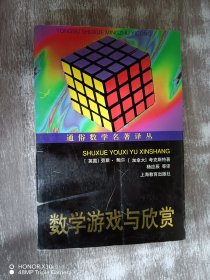 TONGSU SHUXUE MINGZHU YICONG
通俗数学名著译丛
SHUXUE YOUXI YU XINSHANG
[英国] 劳斯·鲍尔 [加拿大] 考克斯特著
杨应辰 等译
上海教育出版社
数学游戏与欣赏
HONOR X10
48MP Triple Camera